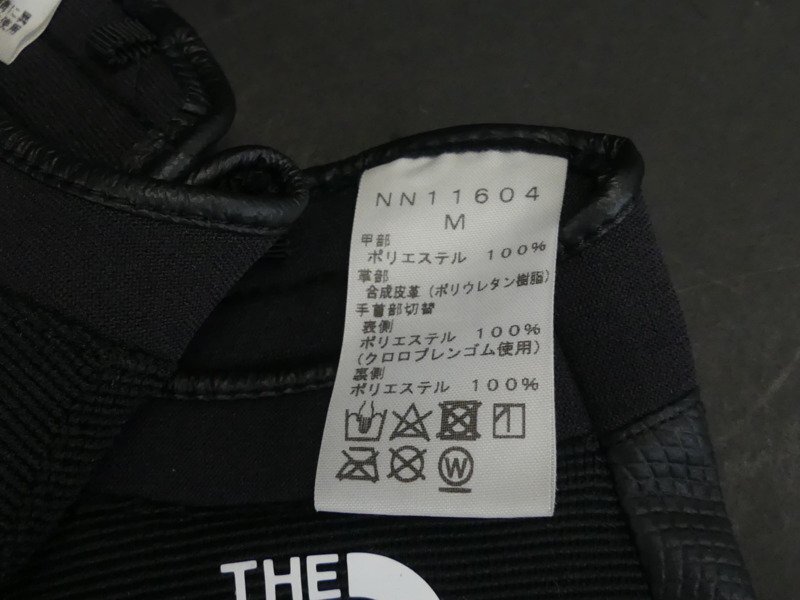 NN11604
M
甲部
ポリエステル 100%
革部
合成皮革(ポリウレタン樹脂)
手首部切替
表側
ポリエステル 100%
(クロロプレンゴム使用)
裏側
ポリエステル 100%
W
THE